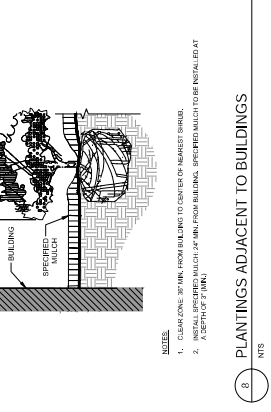 BUILDING
SPECIFIED
MULCH
NOTES:
1. CLEAR ZONE: 36" MIN. FROM BUILDING TO CENTER OF NEAREST SHRUB.
2. INSTALL SPECIFIED MULCH: 24" MIN. FROM BUILDING. SPECIFIED MULCH TO BE INSTALLED AT
A DEPTH OF 3" (MIN.)
8
PLANTINGS ADJACENT TO BUILDINGS
NTS